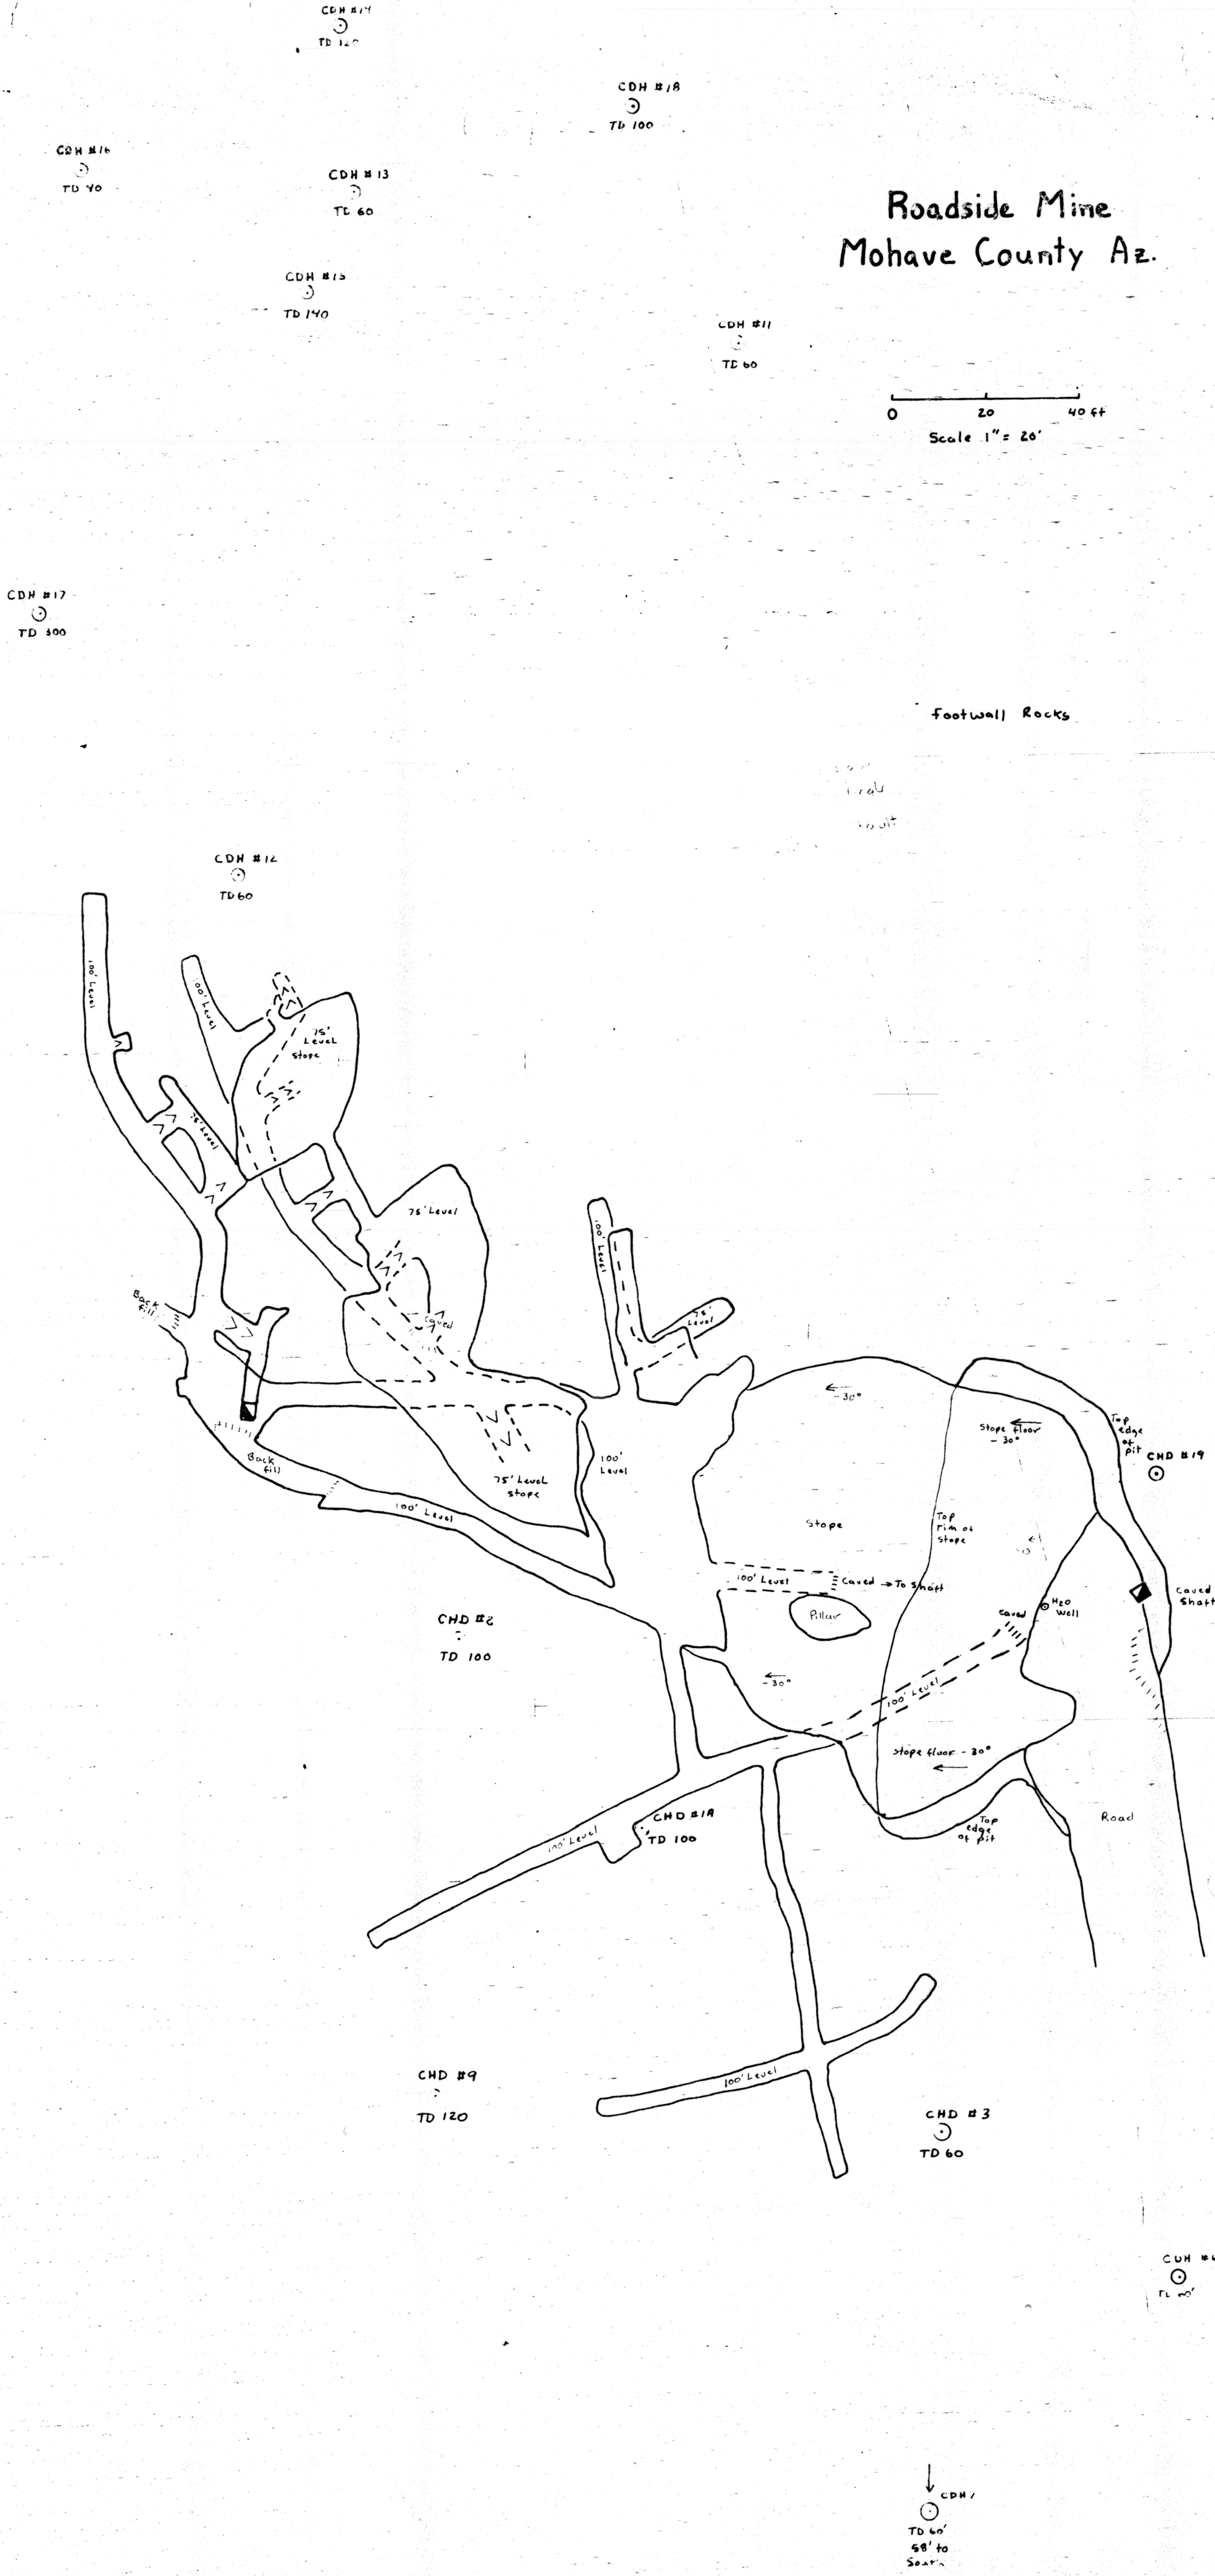 CDH #14
CDH #18
TD 100
CDH #16
TD 40
CDH # 13
TD 60
Roadside Mine
Mohave County Az.
CDH #15
TD 140
CDH #11
TD 60
0 20 40 ft
Scale 1" = 20'
CDH #17
TD 300
Footwall Rocks
CDH #12
TD 60
100' Level
100' Level
75'
Level
Stope
75' Level
75' Level
100' Level
75'
Level
Back
fill
Caved
-30°
Stope floor
- 30°
Top
edge
of
pit
CHD #19
Back
fill
100'
Level
75' Level
Stope
100' Level
Stope
Top
rim of
Stope
100' Level
Caved → To Shaft
Pillar
Caved
H2O
Well
Caved
Shaft
CHD #2
TD 100
-30°
100' Level
Stope floor - 30°
Top
edge
of pit
Road
CHD #1A
TD 100
100' Level
100' Level
CHD #9
TD 120
CHD #3
TD 60
CDH
TD 60'
58' to
South